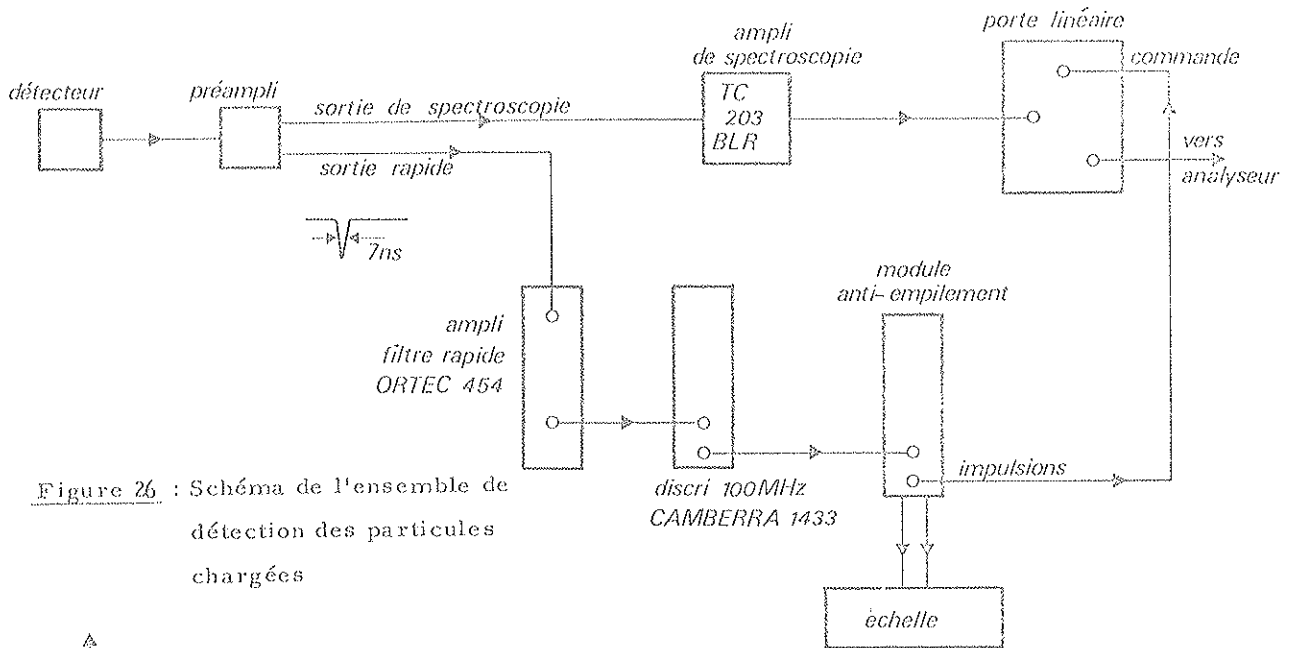 porte linéaire
ampli
de spectroscopie
commande
détecteur
préampli
sortie de spectroscopie
TC
203
BLR
vers
analyseur
sortie rapide
7ns
module
anti-empilement
ampli
filtre rapide
ORTEC 454
impulsions
discri 100MHz
CAMBERRA 1433
Figure 26 : Schéma de l'ensemble de
détection des particules
chargées
échelle